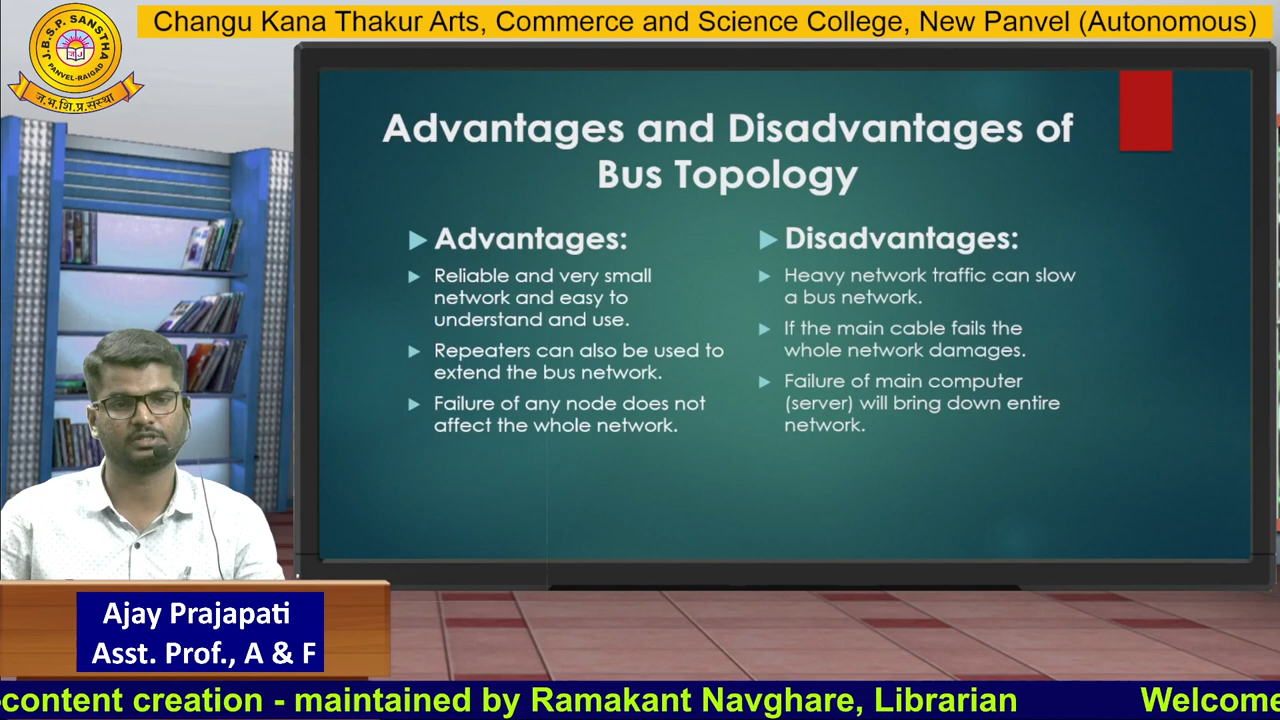 Changu Kana Thakur Arts, Commerce and Science College, New Panvel (Autonomous)
J.B.S.P. SANSTHA
PANVEL-RAIGAD
ज.भ.शि.प्र.संस्था
Advantages and Disadvantages of
Bus Topology
Advantages:
Reliable and very small
network and easy to
understand and use.
Repeaters can also be used to
extend the bus network.
Failure of any node does not
affect the whole network.
Disadvantages:
Heavy network traffic can slow
a bus network.
If the main cable fails the
whole network damages.
Failure of main computer
(server) will bring down entire
network.
Ajay Prajapati
Asst. Prof., A & F
-content creation - maintained by Ramakant Navghare, Librarian
Welcome